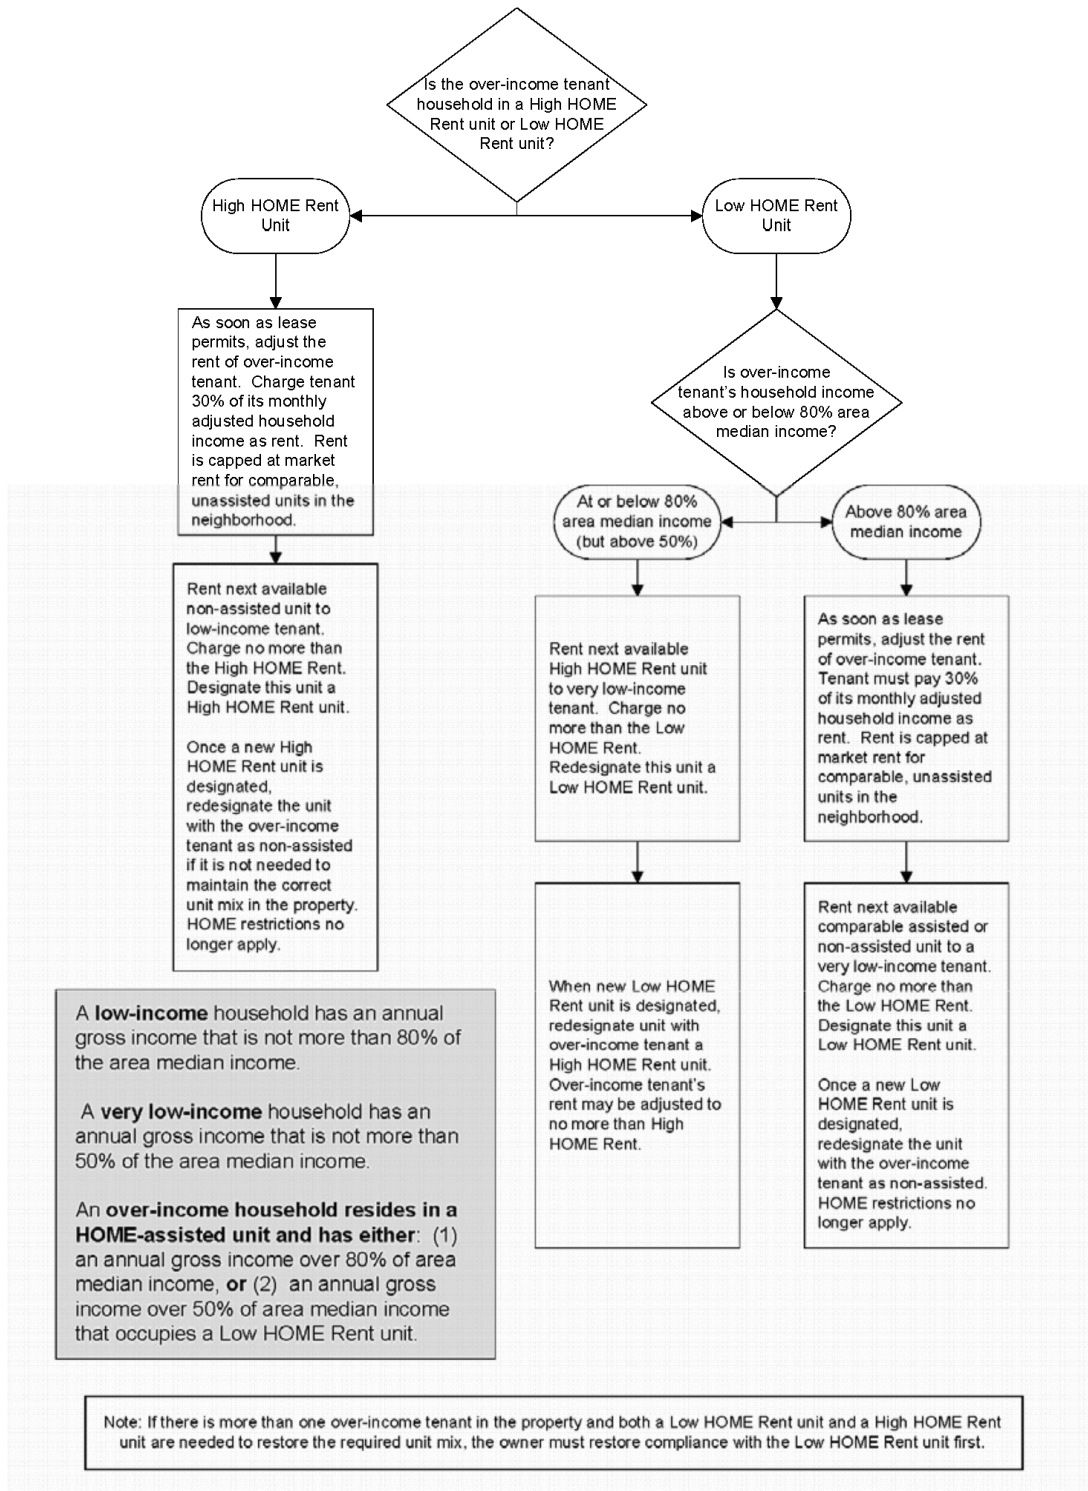 Is the over-income tenant
household in a High HOME
Rent unit or Low HOME
Rent unit?
High HOME Rent
Unit
Low HOME Rent
Unit
As soon as lease
permits, adjust the
rent of over-income
tenant. Charge tenant
30% of its monthly
adjusted household
income as rent. Rent
is capped at market
rent for comparable,
unassisted units in the
neighborhood.
Is over-income
tenant's household income
above or below 80% area
median income?
At or below 80%
area median income
(but above 50%)
Above 80% area
median income
Rent next available
non-assisted unit to
low-income tenant.
Charge no more than
the High HOME Rent.
Designate this unit a
High HOME Rent unit.
Once a new High
HOME Rent unit is
designated,
redesignate the unit
with the over-income
tenant as non-assisted
if it is not needed to
maintain the correct
unit mix in the property.
HOME restrictions no
longer apply.
Rent next available
High HOME Rent unit
to very low-income
tenant. Charge no
more than the Low
HOME Rent.
Redesignate this unit a
Low HOME Rent unit.
As soon as lease
permits, adjust the rent
of over-income tenant.
Tenant must pay 30%
of its monthly adjusted
household income as
rent. Rent is capped at
market rent for
comparable, unassisted
units in the
neighborhood.
When new Low HOME
Rent unit is designated,
redesignate unit with
over-income tenant a
High HOME Rent unit.
Over-income tenant's
rent may be adjusted to
no more than High
HOME Rent.
Rent next available
comparable assisted or
non-assisted unit to a
very low-income tenant.
Charge no more than
the Low HOME Rent.
Designate this unit a
Low HOME Rent unit.
Once a new Low
HOME Rent unit is
designated,
redesignate the unit
with the over-income
tenant as non-assisted.
HOME restrictions no
longer apply.
A low-income household has an annual
gross income that is not more than 80% of
the area median income.
A very low-income household has an
annual gross income that is not more than
50% of the area median income.
An over-income household resides in a
HOME-assisted unit and has either: (1)
an annual gross income over 80% of area
median income, or (2) an annual gross
income over 50% of area median income
that occupies a Low HOME Rent unit.
Note: If there is more than one over-income tenant in the property and both a Low HOME Rent unit and a High HOME Rent
unit are needed to restore the required unit mix, the owner must restore compliance with the Low HOME Rent unit first.